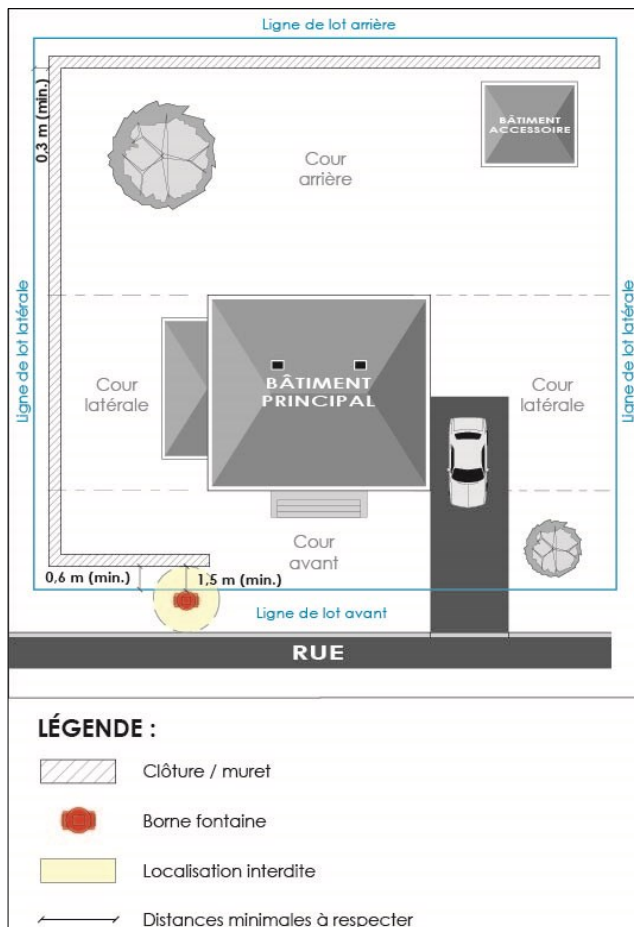 Ligne de lot arrière
0,3 m (min.)
BÂTIMENT
ACCESSOIRE
Cour
arrière
Ligne de lot latérale
Cour
latérale
BÂTIMENT
PRINCIPAL
Cour
latérale
Ligne de lot latérale
Cour
avant
0,6 m (min.)
1,5 m (min.)
Ligne de lot avant
RUE
LÉGENDE :
Clôture / muret
Borne fontaine
Localisation interdite
Distances minimales à respecter